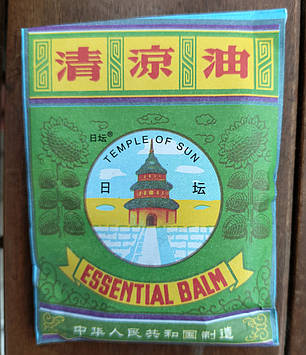 清涼油
日坛®
TEMPLE OF SUN
日 坛
ESSENTIAL BALM
中华人民共和国制造